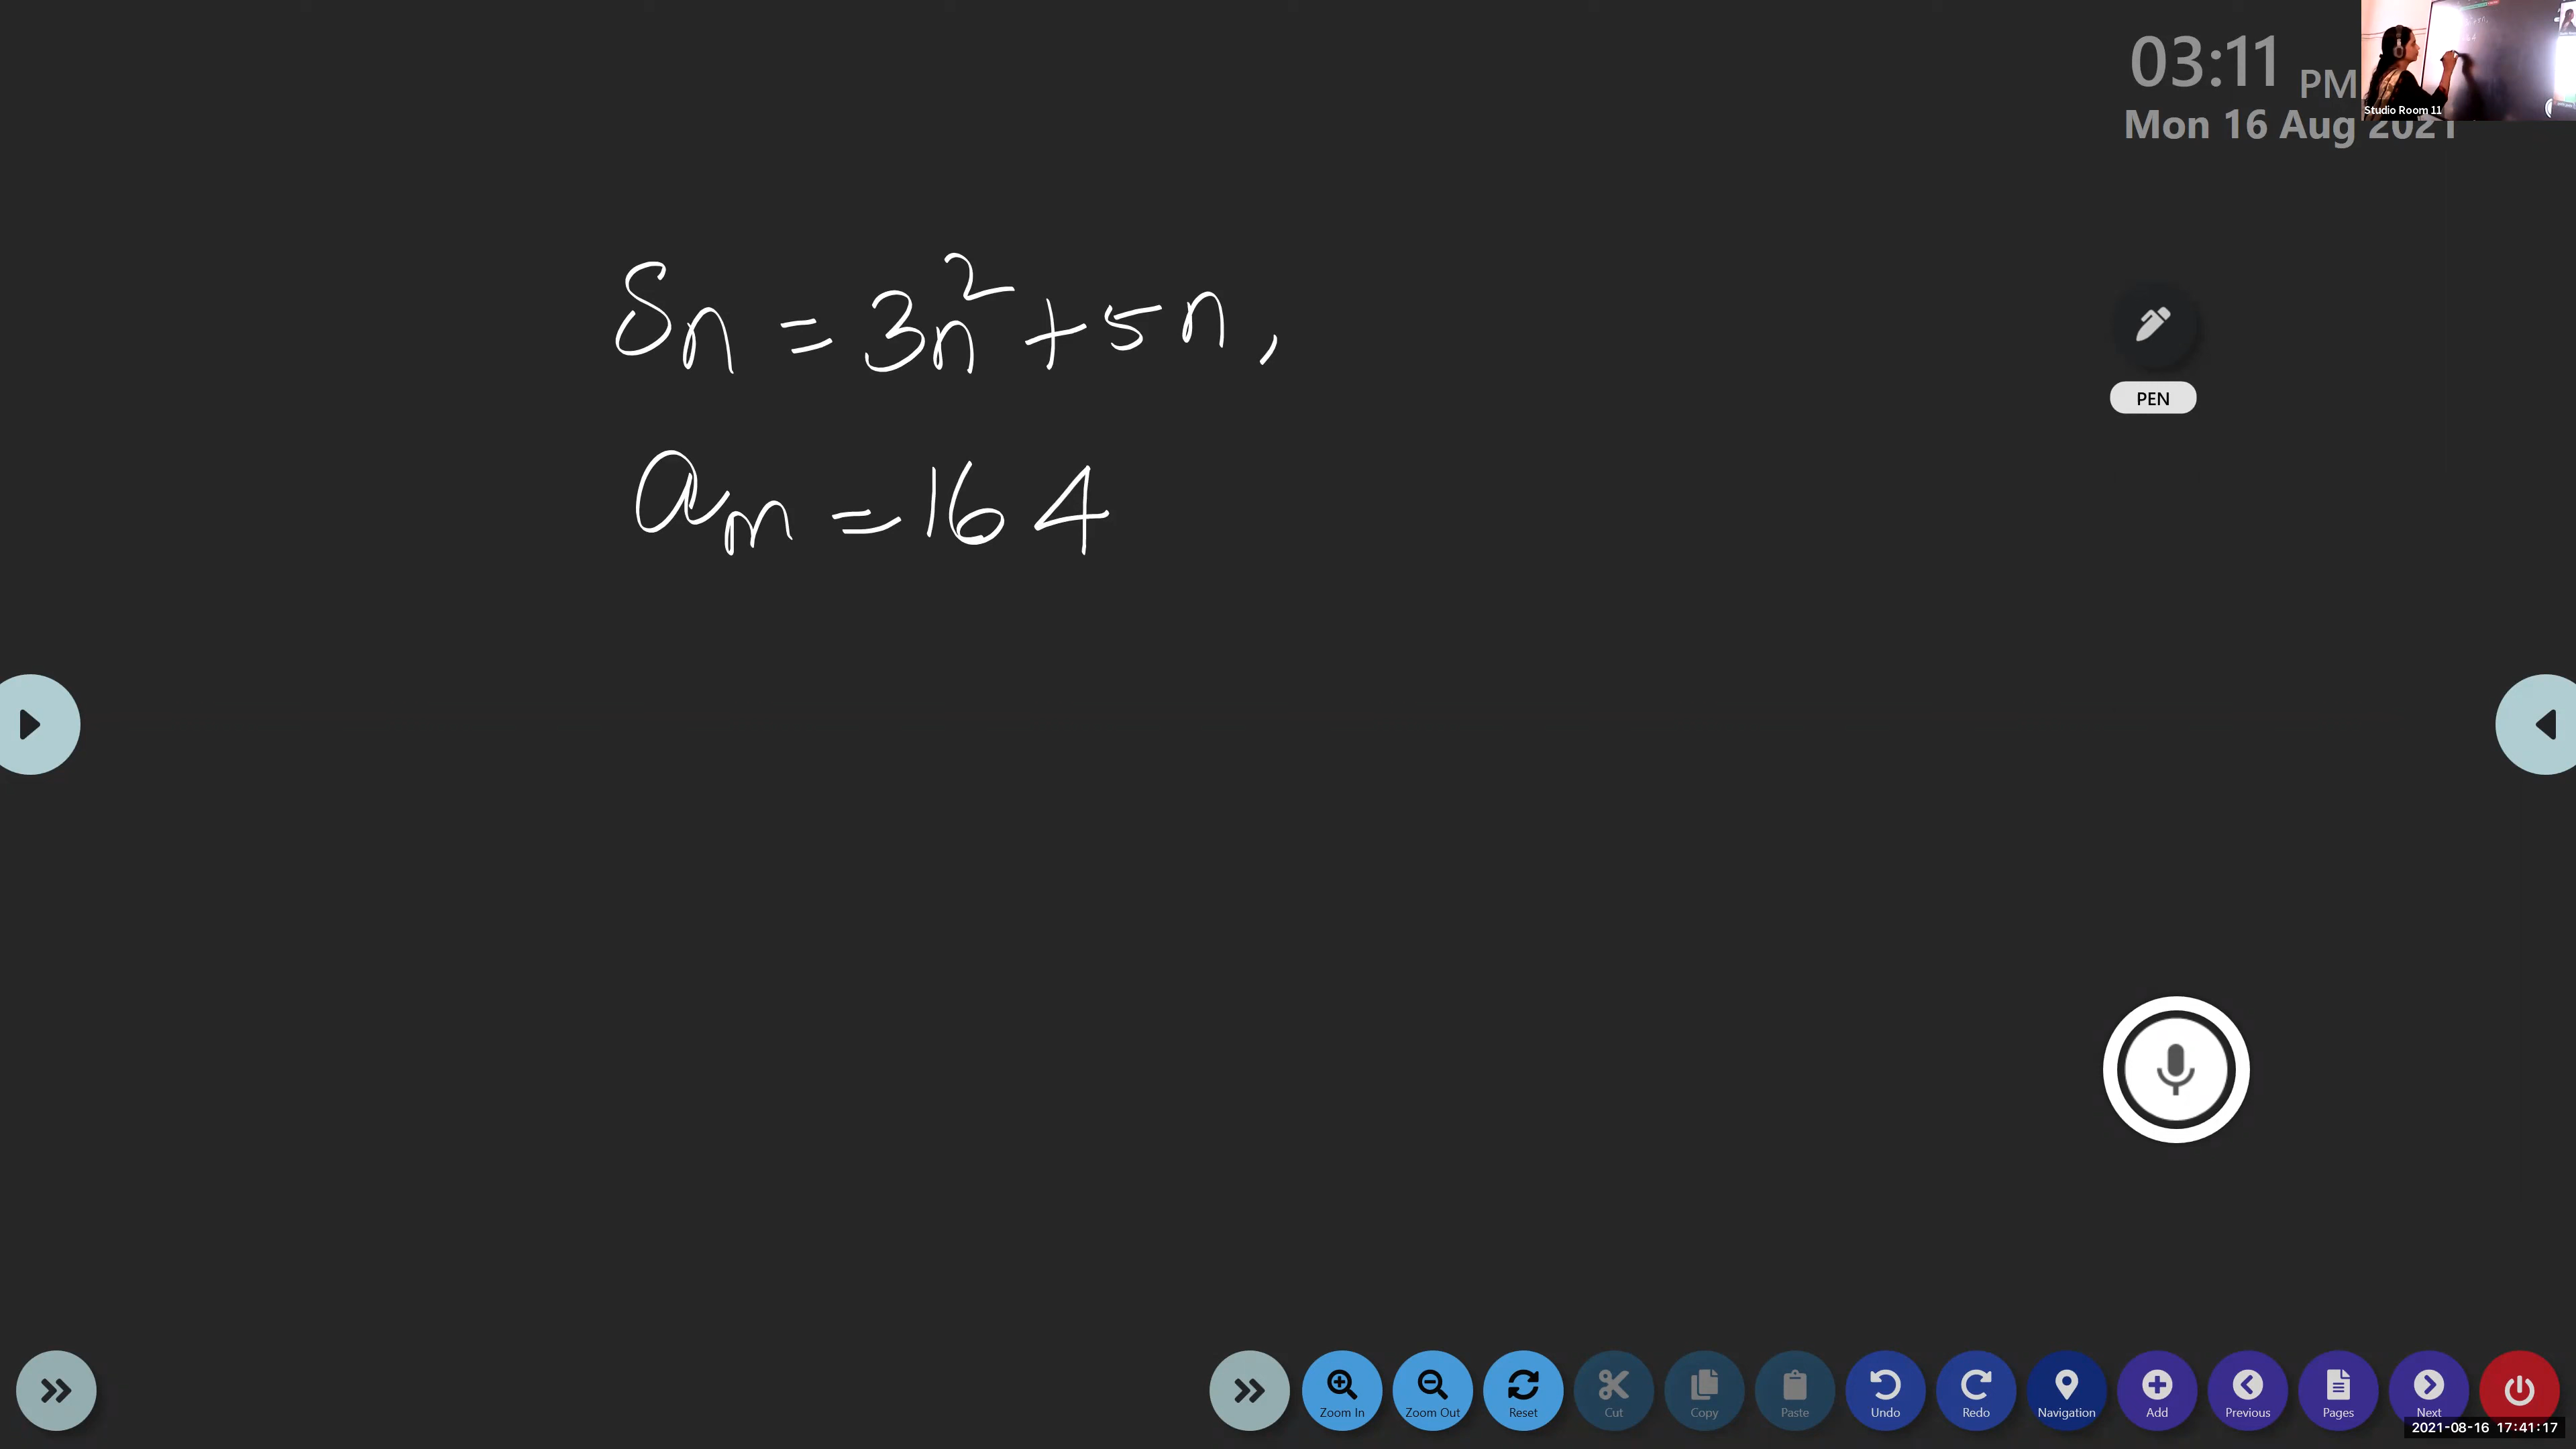 03:11 PM
Studio Room 11
Mon 16 Aug 2021
Sn = 3n² + 5n,
PEN
am = 164
Zoom In
Zoom Out
Reset
Cut
Copy
Paste
Undo
Redo
Navigation
Add
Previous
Pages
Next
2021-08-16 17:41:17